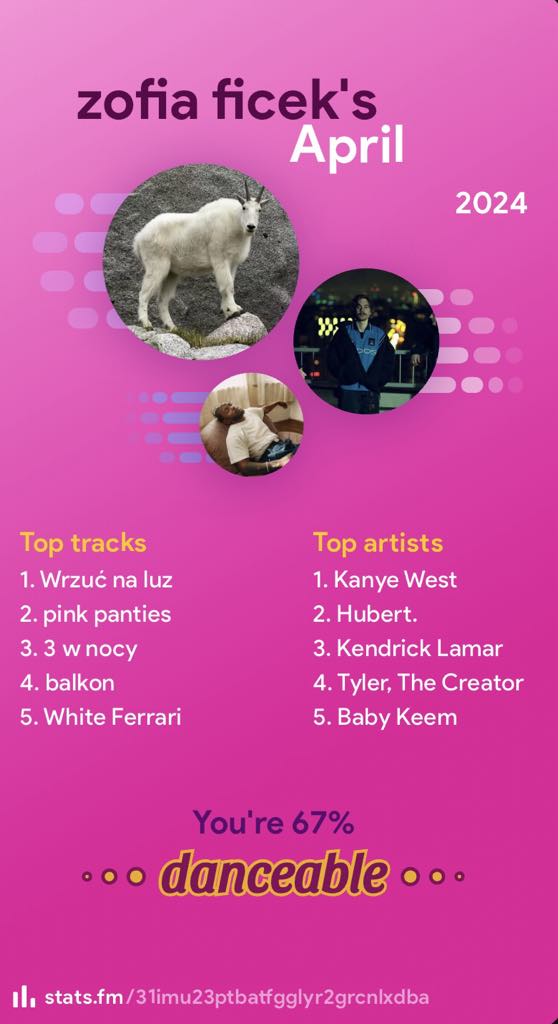 zofia ficek's
April
2024
Top tracks
1. Wrzuć na luz
2. pink panties
3. 3 w nocy
4. balkon
5. White Ferrari
Top artists
1. Kanye West
2. Hubert.
3. Kendrick Lamar
4. Tyler, The Creator
5. Baby Keem
You're 67%
danceable
stats.fm/31imu23ptbatfgglyr2grcnlxdba